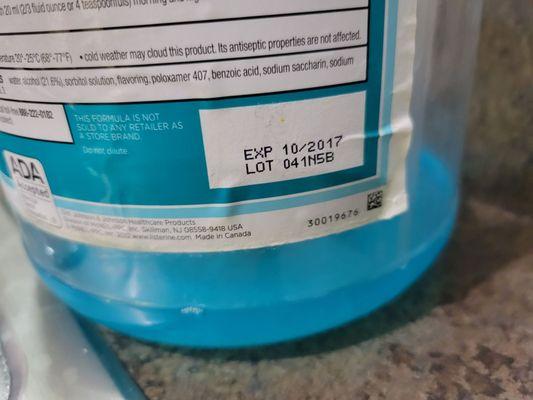 20 ml (2/3 fluid ounce or 4 teaspoonfuls) morning and
20°-25°C (68°-77°F) • cold weather may cloud this product. Its antiseptic properties are not affected.
water, alcohol (21.6%), sorbitol solution, flavoring, poloxamer 407, benzoic acid, sodium saccharin, sodium
888-222-0182
THIS FORMULA IS NOT
SOLD TO ANY RETAILER AS
A STORE BRAND.
Do not dilute.
EXP 10/2017
LOT 041N5B
ADA
Accepted
Johnson & Johnson Healthcare Products
Skillman, NJ 08558-9418 USA
www.listerine.com Made in Canada
30019676